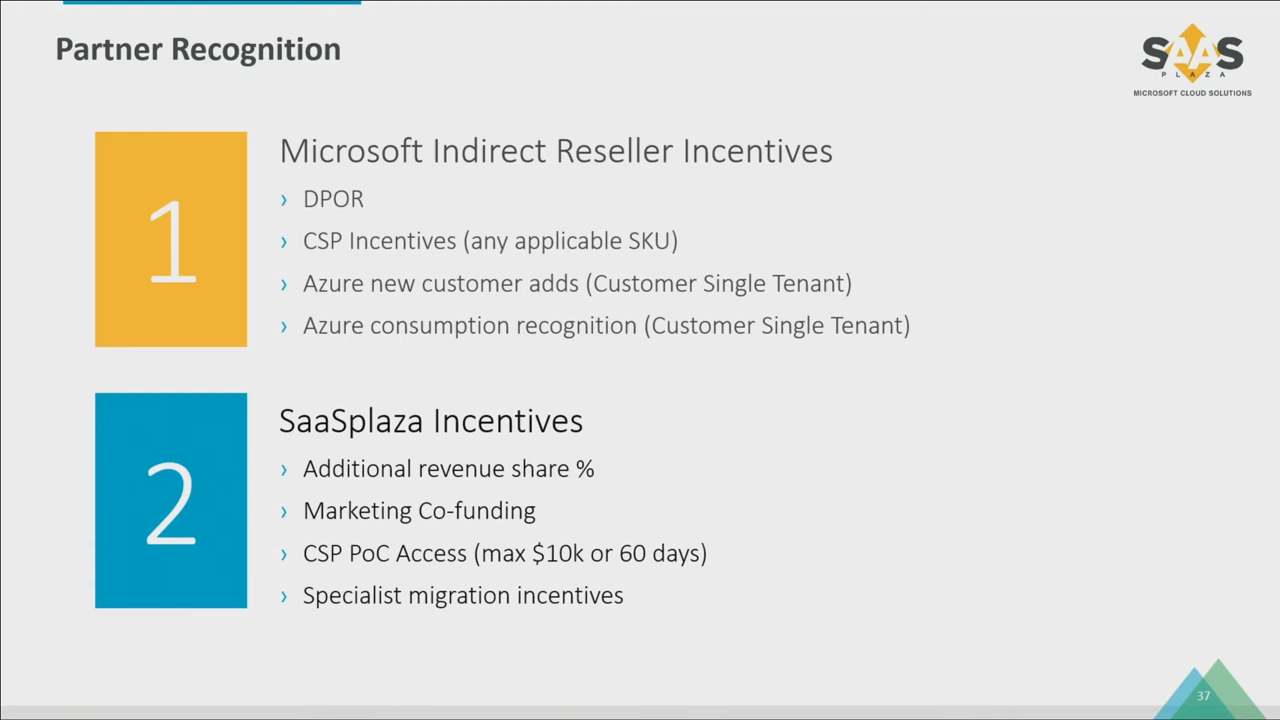 Partner Recognition
SAAS
PLAZA
MICROSOFT CLOUD SOLUTIONS
1
Microsoft Indirect Reseller Incentives
› DPOR
› CSP Incentives (any applicable SKU)
› Azure new customer adds (Customer Single Tenant)
› Azure consumption recognition (Customer Single Tenant)
2
SaaSplaza Incentives
› Additional revenue share %
› Marketing Co-funding
› CSP PoC Access (max $10k or 60 days)
› Specialist migration incentives
37